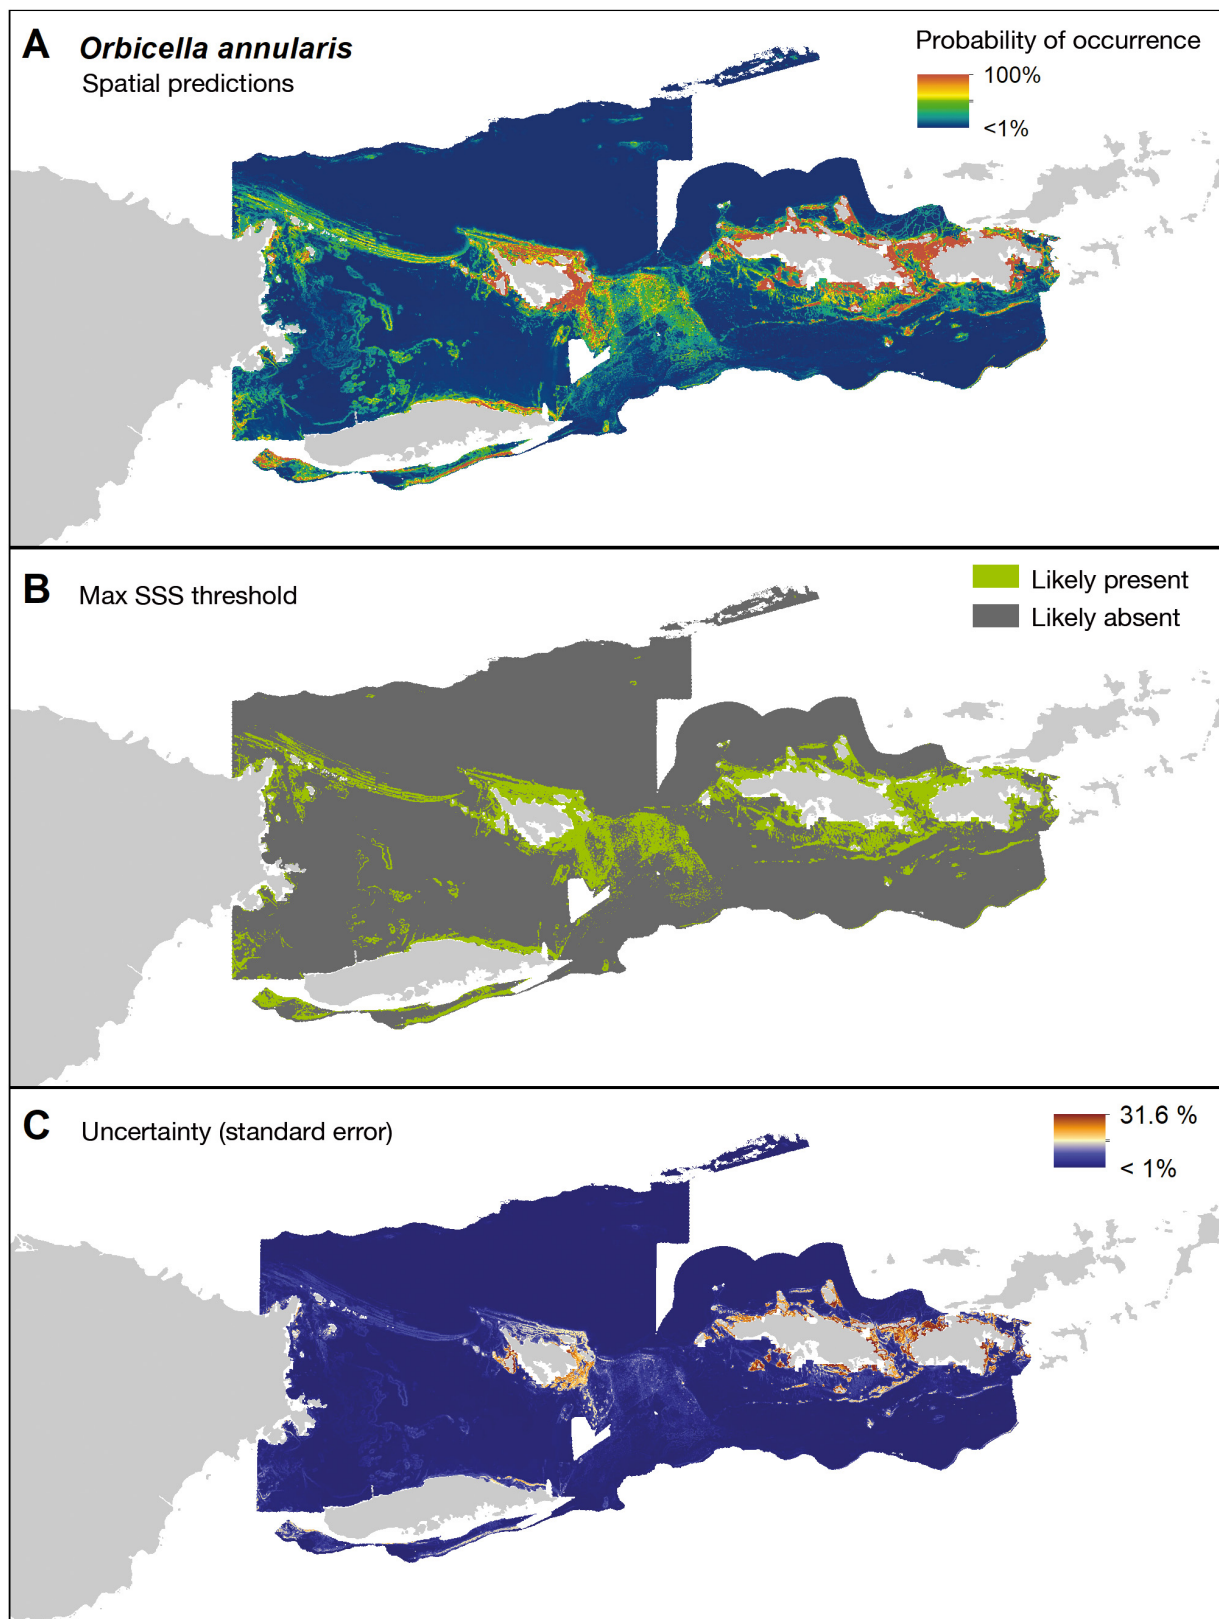 A
Orbicella annularis
Spatial predictions
Probability of occurrence
100%
<1%
B
Max SSS threshold
Likely present
Likely absent
C
Uncertainty (standard error)
31.6 %
< 1%